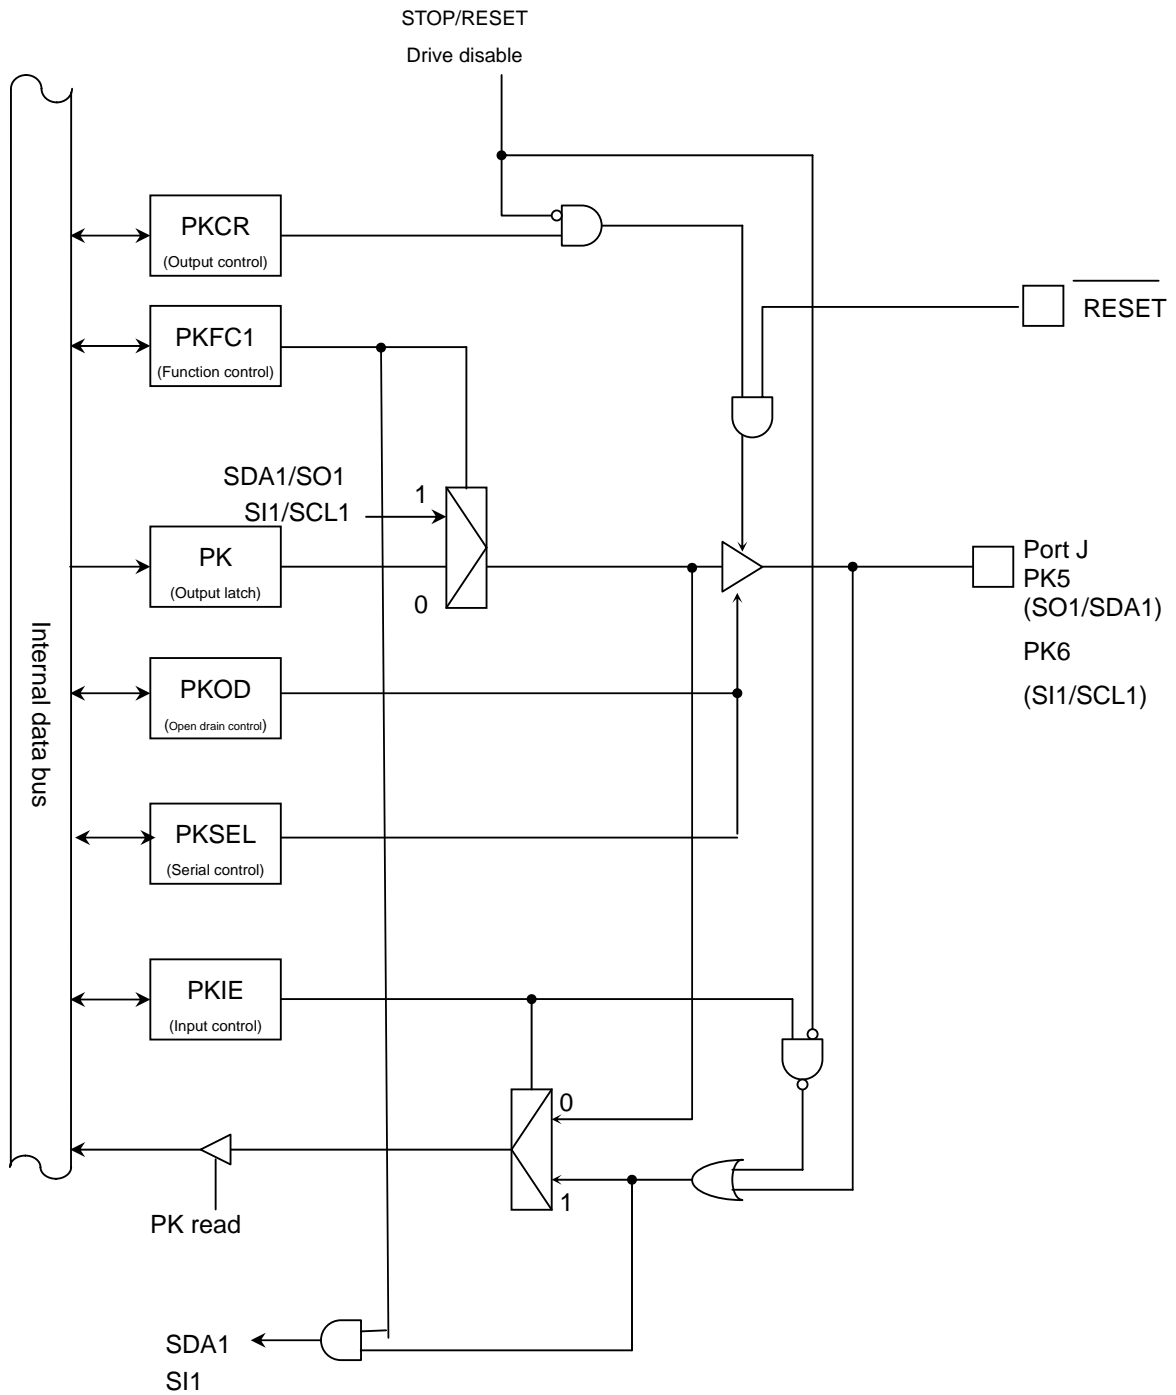 STOP/RESET
Drive disable
PKCR
(Output control)
RESET
PKFC1
(Function control)
SDA1/SO1
SI1/SCL1
1
PK
(Output latch)
0
Port J
PK5
(SO1/SDA1)
PK6
(SI1/SCL1)
Internal data bus
PKOD
(Open drain control)
PKSEL
(Serial control)
PKIE
(Input control)
0
1
PK read
SDA1
SI1